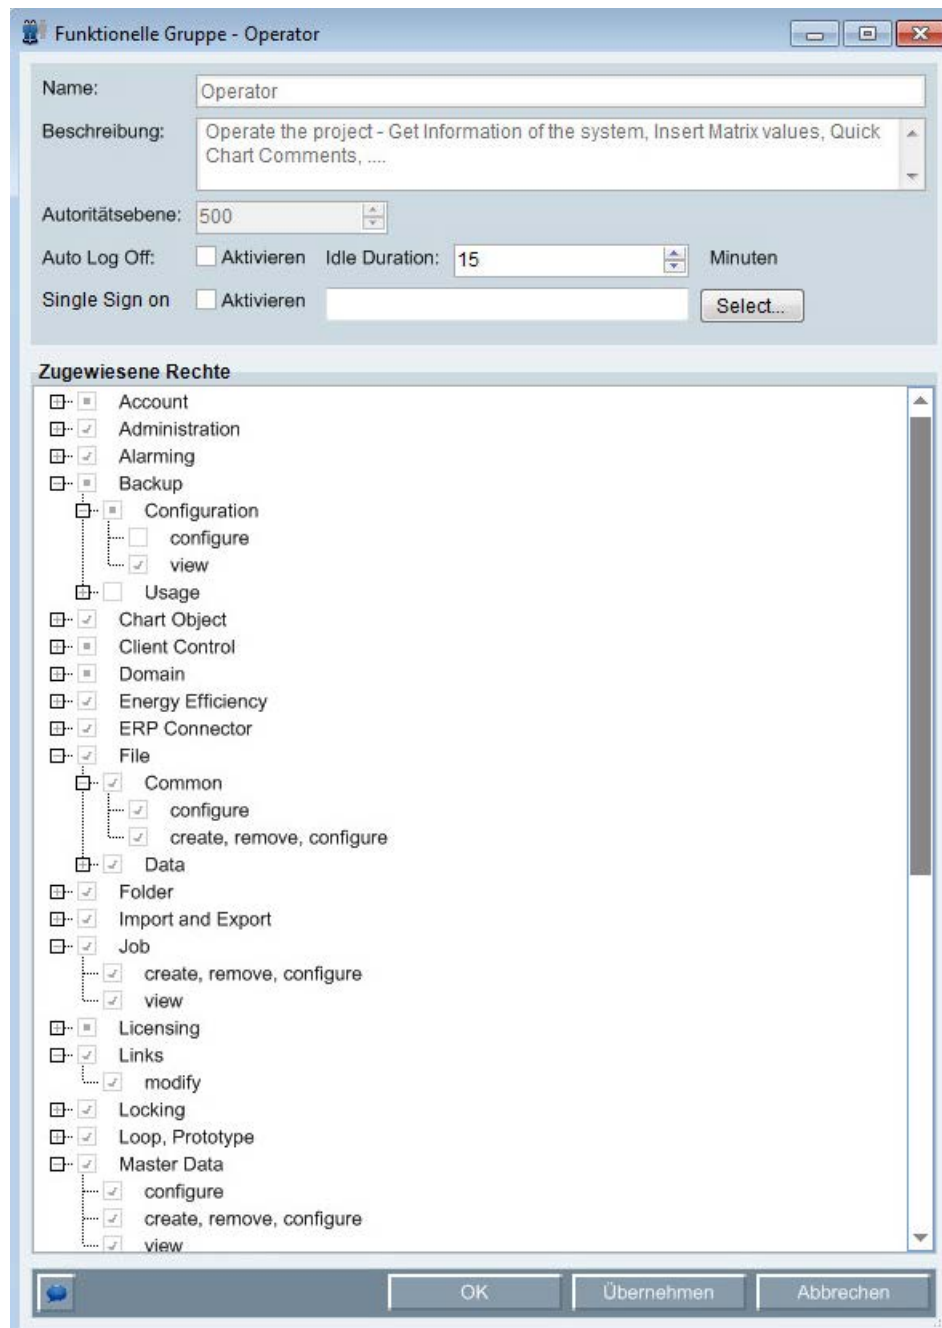 Funktionelle Gruppe - Operator
Name: Operator
Beschreibung: Operate the project - Get Information of the system, Insert Matrix values, Quick
Chart Comments, ....
Autoritätsebene: 500
Auto Log Off: Aktivieren Idle Duration: 15 Minuten
Single Sign on Aktivieren Select...
Zugewiesene Rechte
Account
Administration
Alarming
Backup
Configuration
configure
view
Usage
Chart Object
Client Control
Domain
Energy Efficiency
ERP Connector
File
Common
configure
create, remove, configure
Data
Folder
Import and Export
Job
create, remove, configure
view
Licensing
Links
modify
Locking
Loop, Prototype
Master Data
configure
create, remove, configure
view
OK Übernehmen Abbrechen